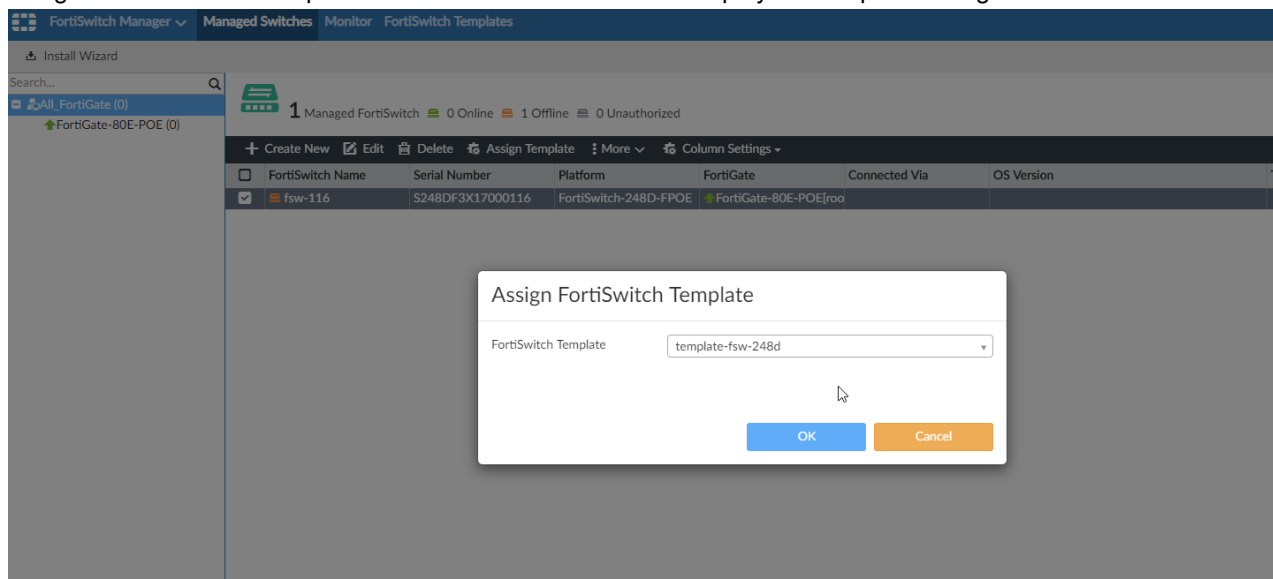 FortiSwitch Manager Managed Switches Monitor FortiSwitch Templates
Install Wizard
Search...
All_FortiGate (0)
FortiGate-80E-POE (0)
1 Managed FortiSwitch 0 Online 1 Offline 0 Unauthorized
Create New Edit Delete Assign Template More Column Settings
FortiSwitch Name Serial Number Platform FortiGate Connected Via OS Version
fsw-116 S248DF3X17000116 FortiSwitch-248D-FPOE FortiGate-80E-POE[roo
Assign FortiSwitch Template
FortiSwitch Template template-fsw-248d
OK Cancel